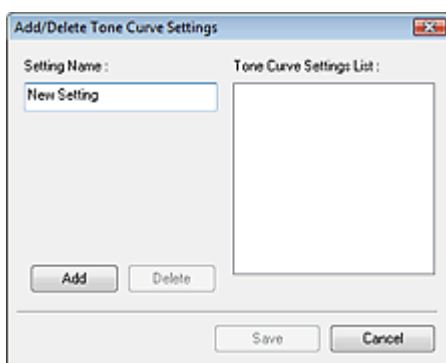 Add/Delete Tone Curve Settings
Setting Name :
Tone Curve Settings List :
New Setting
Add
Delete
Save
Cancel